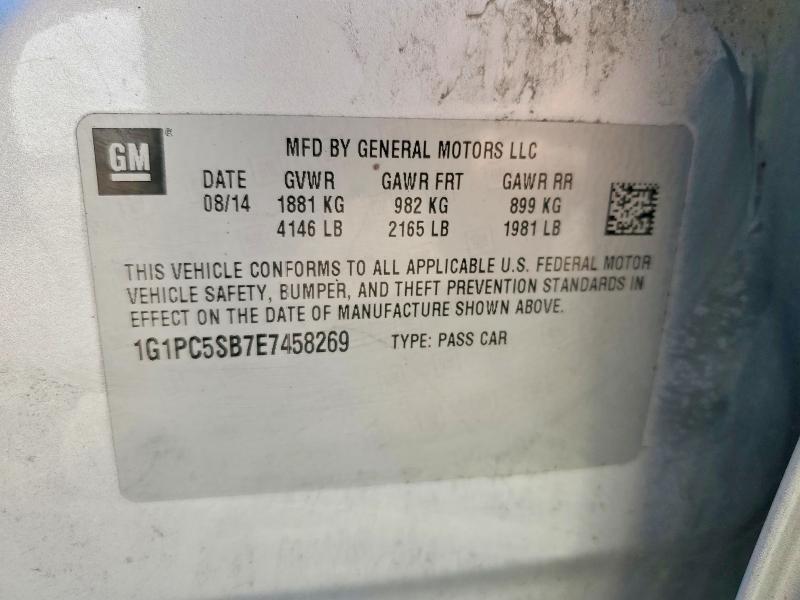 GM ®
MFD BY GENERAL MOTORS LLC
DATE GVWR GAWR FRT GAWR RR
08/14 1881 KG 982 KG 899 KG
4146 LB 2165 LB 1981 LB
THIS VEHICLE CONFORMS TO ALL APPLICABLE U.S. FEDERAL MOTOR
VEHICLE SAFETY, BUMPER, AND THEFT PREVENTION STANDARDS IN
EFFECT ON THE DATE OF MANUFACTURE SHOWN ABOVE.
1G1PC5SB7E7458269 TYPE: PASS CAR